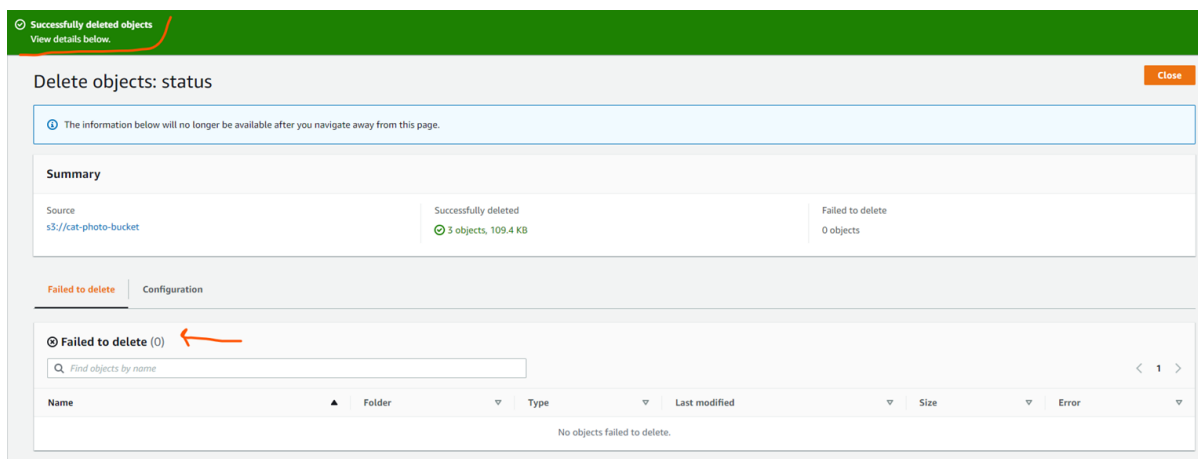 Successfully deleted objects
View details below.
Delete objects: status
Close
The information below will no longer be available after you navigate away from this page.
Summary
Source
s3://cat-photo-bucket
Successfully deleted
3 objects, 109.4 KB
Failed to delete
0 objects
Failed to delete
Configuration
Failed to delete (0)
Find objects by name
1
Name Folder Type Last modified Size Error
No objects failed to delete.